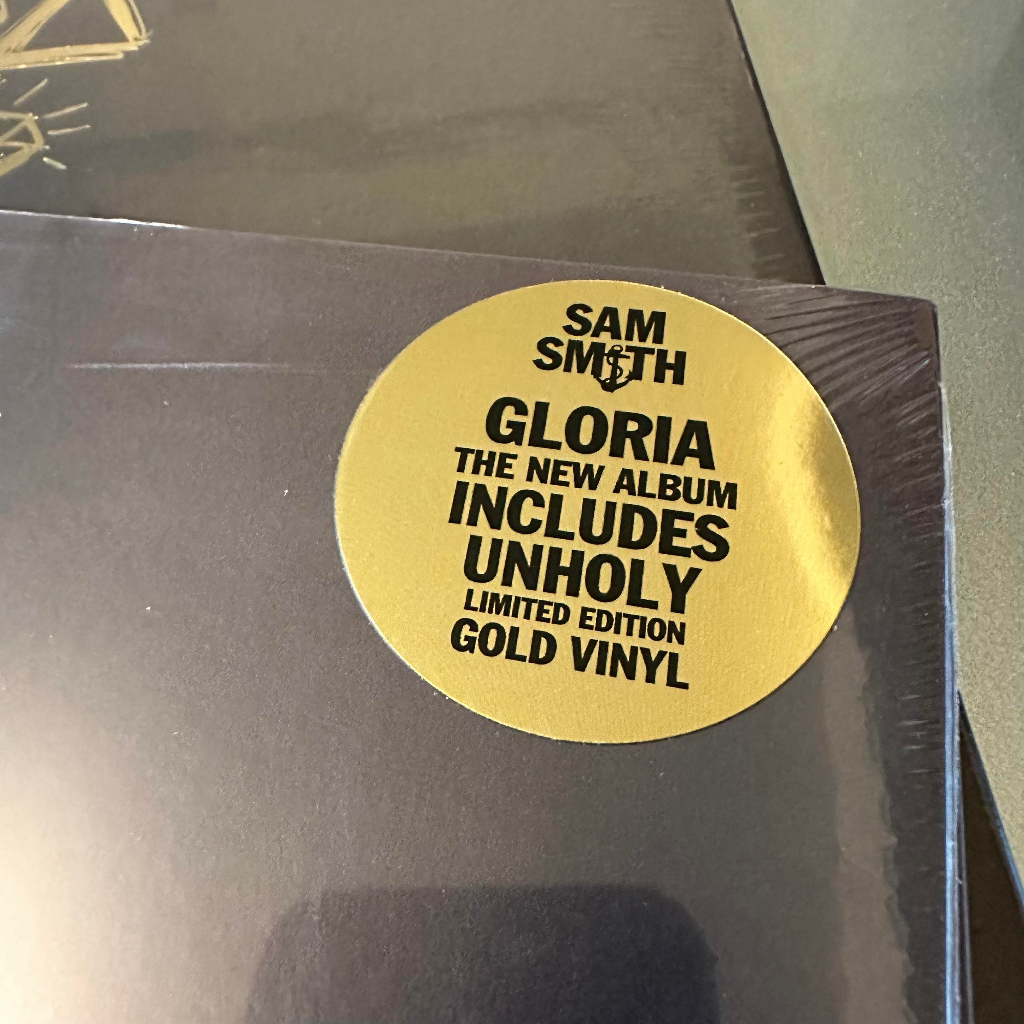 SAM
SMITH
GLORIA
THE NEW ALBUM
INCLUDES
UNHOLY
LIMITED EDITION
GOLD VINYL